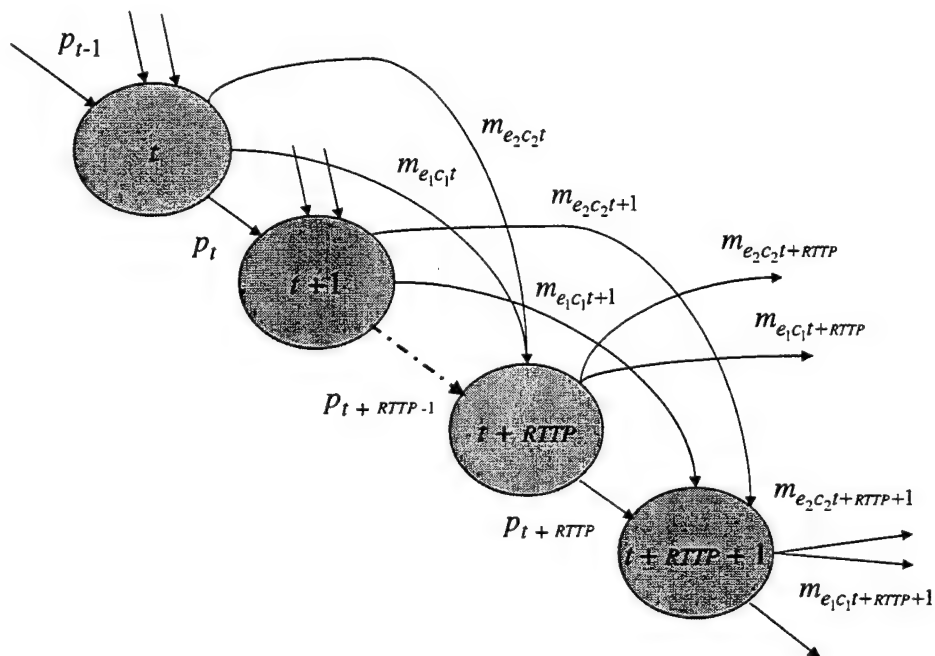 p_{t-1}
m_{e_2c_2t}
t
m_{e_1c_1t}
m_{e_2c_2t+1}
p_t
m_{e_2c_2t+RTTP}
t+1
m_{e_1c_1t+1}
m_{e_1c_1t+RTTP}
p_{t + RTTP-1}
t + RTTP
m_{e_2c_2t+RTTP+1}
p_{t + RTTP}
t + RTTP + 1
m_{e_1c_1t+RTTP+1}